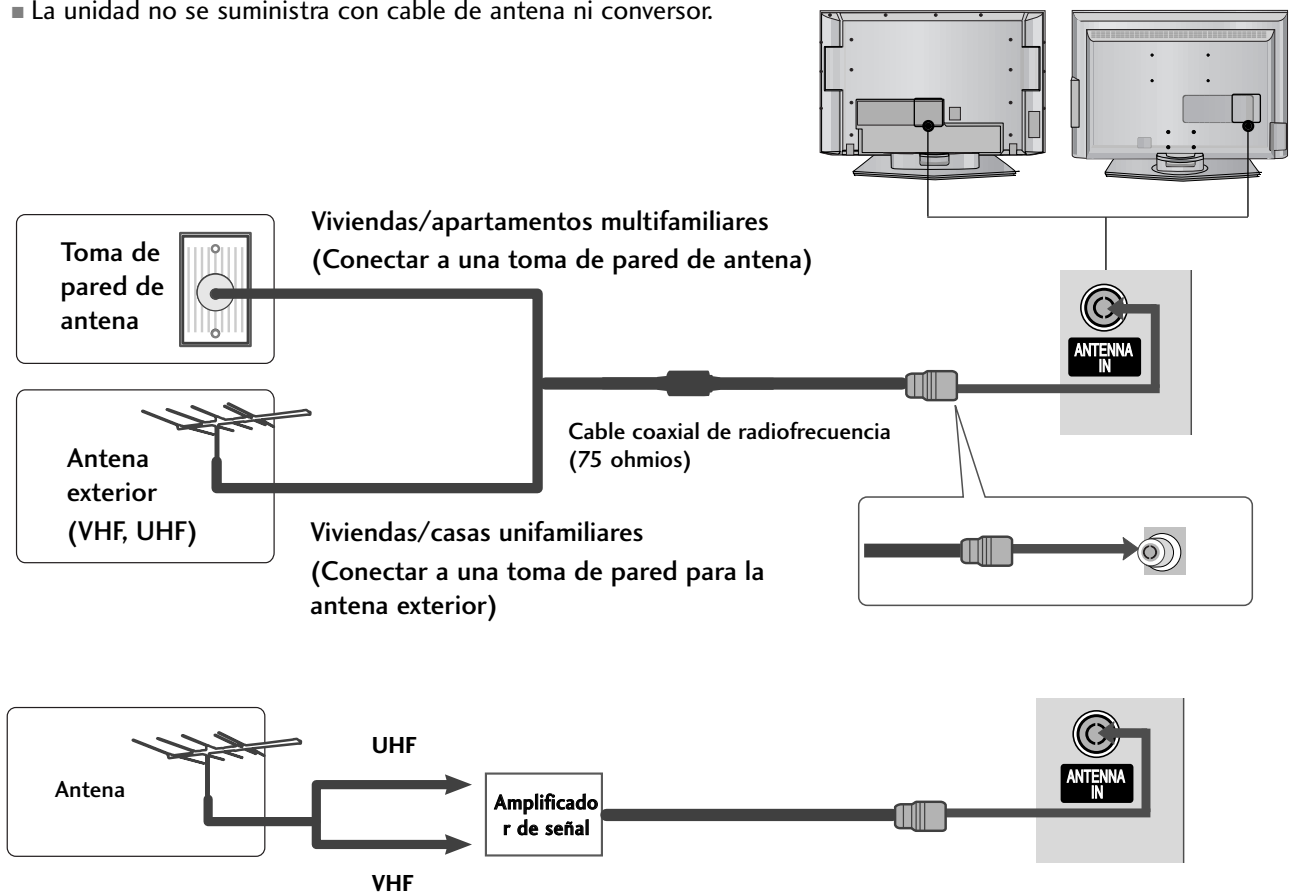 La unidad no se suministra con cable de antena ni conversor.
Toma de
pared de
antena
Viviendas/apartamentos multifamiliares
(Conectar a una toma de pared de antena)
ANTENNA
IN
Antena
exterior
(VHF, UHF)
Cable coaxial de radiofrecuencia
(75 ohmios)
Viviendas/casas unifamiliares
(Conectar a una toma de pared para la
antena exterior)
Antena
UHF
VHF
Amplificado
r de señal
ANTENNA
IN